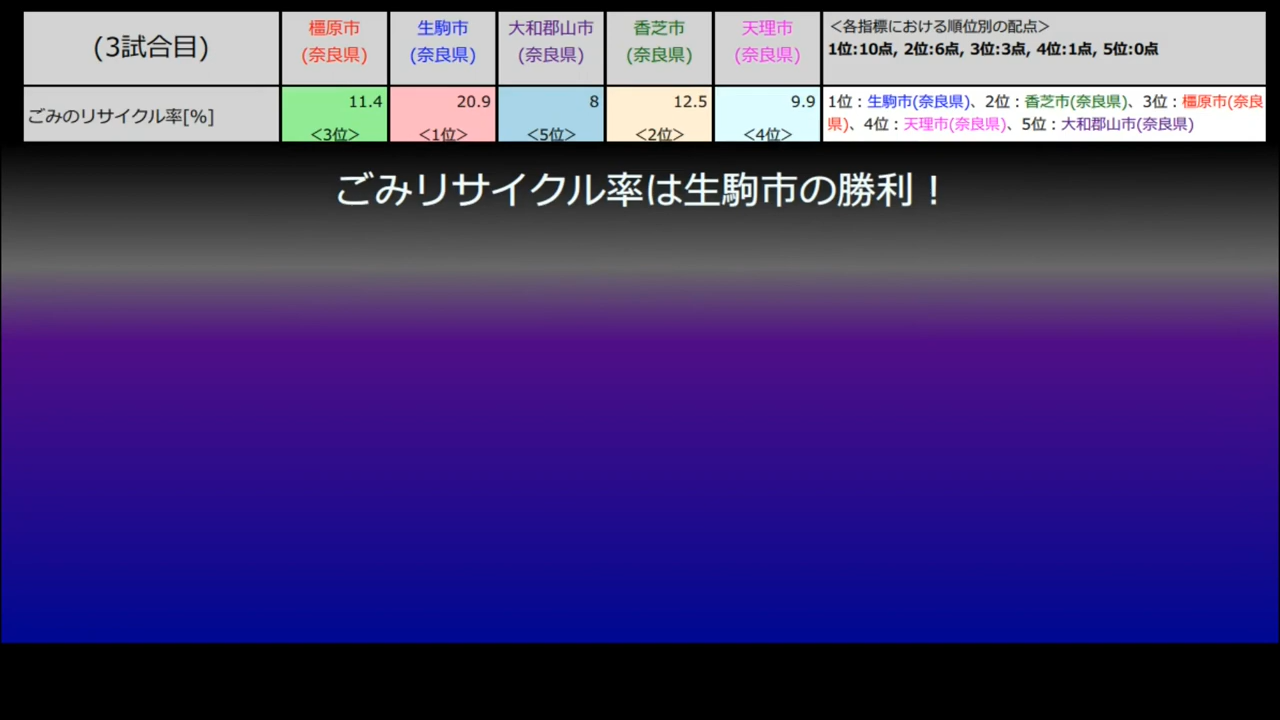 (3試合目)
橿原市
(奈良県)
生駒市
(奈良県)
大和郡山市
(奈良県)
香芝市
(奈良県)
天理市
(奈良県)
＜各指標における順位別の配点＞
1位:10点, 2位:6点, 3位:3点, 4位:1点, 5位:0点
ごみのリサイクル率[%]
11.4
<3位>
20.9
<1位>
8
<5位>
12.5
<2位>
9.9
<4位>
1位：生駒市(奈良県)、2位：香芝市(奈良県)、3位：橿原市(奈良
県)、4位：天理市(奈良県)、5位：大和郡山市(奈良県)
ごみリサイクル率は生駒市の勝利！